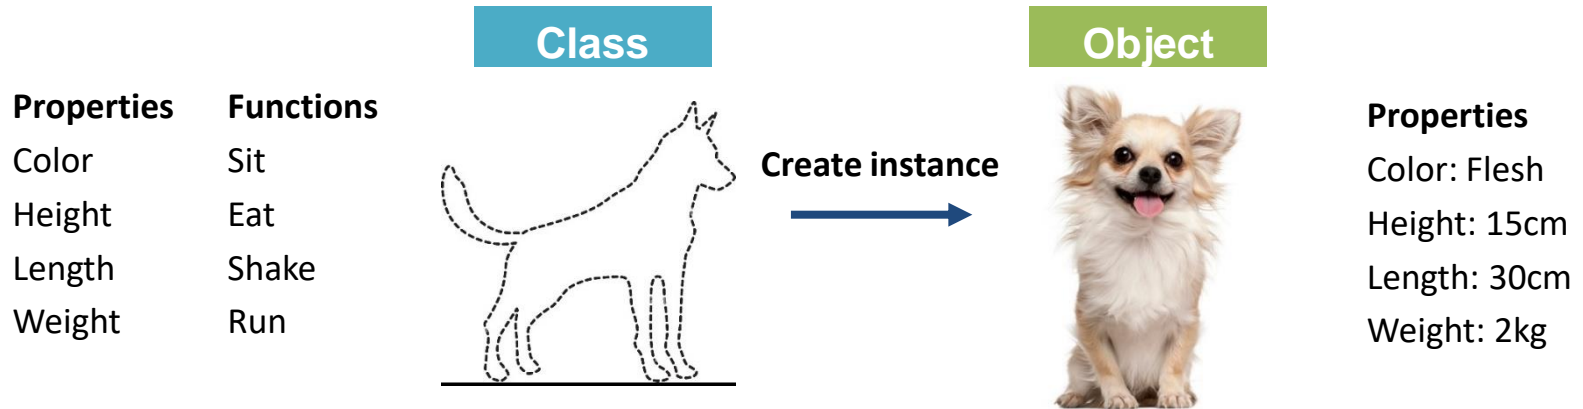 Class
Object
Properties Functions
Color Sit
Height Eat
Length Shake
Weight Run
Create instance
Properties
Color: Flesh
Height: 15cm
Length: 30cm
Weight: 2kg